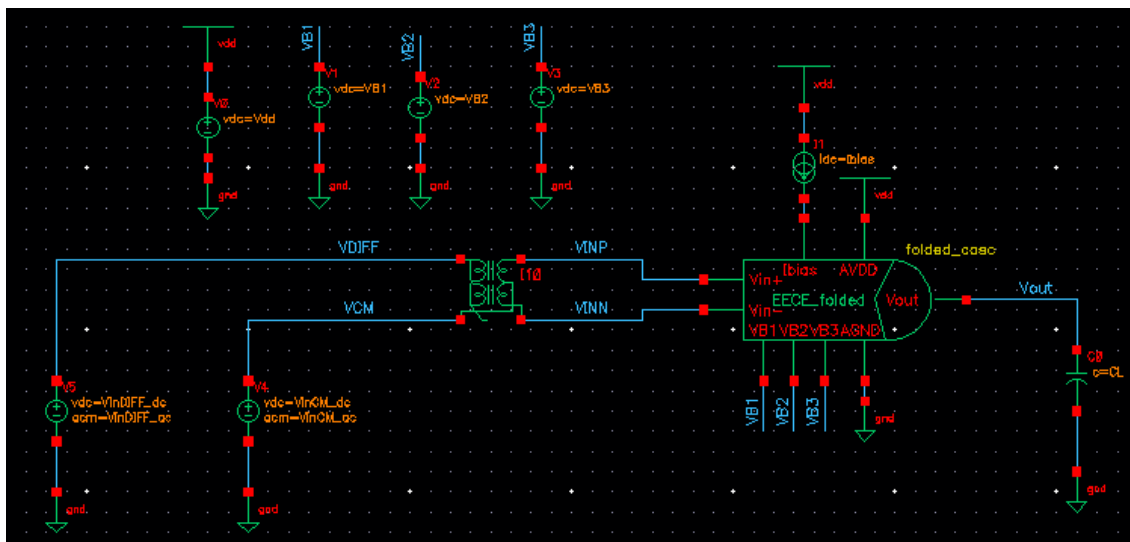 vdd
V0
vdc=Vdd
gnd
VB1
V1
vdc=VB1
gnd
VB2
V2
vdc=VB2
gnd
VB3
V3
vdc=VB3
gnd
vdd
I1
idc=Ibias
vdd
VDIFF
VCM
I10
VINP
VINN
folded_casc
Ibias AVDD
Vin+
EECE_folded
Vout
Vin-
VB1 VB2 VB3 AGND
VB1
VB2
VB3
gnd
Vout
C0
c=CL
gnd
V5
vdc=VInDIFF_dc
acm=VInDIFF_ac
gnd
V4
vdc=VInCM_dc
acm=VInCM_ac
gnd